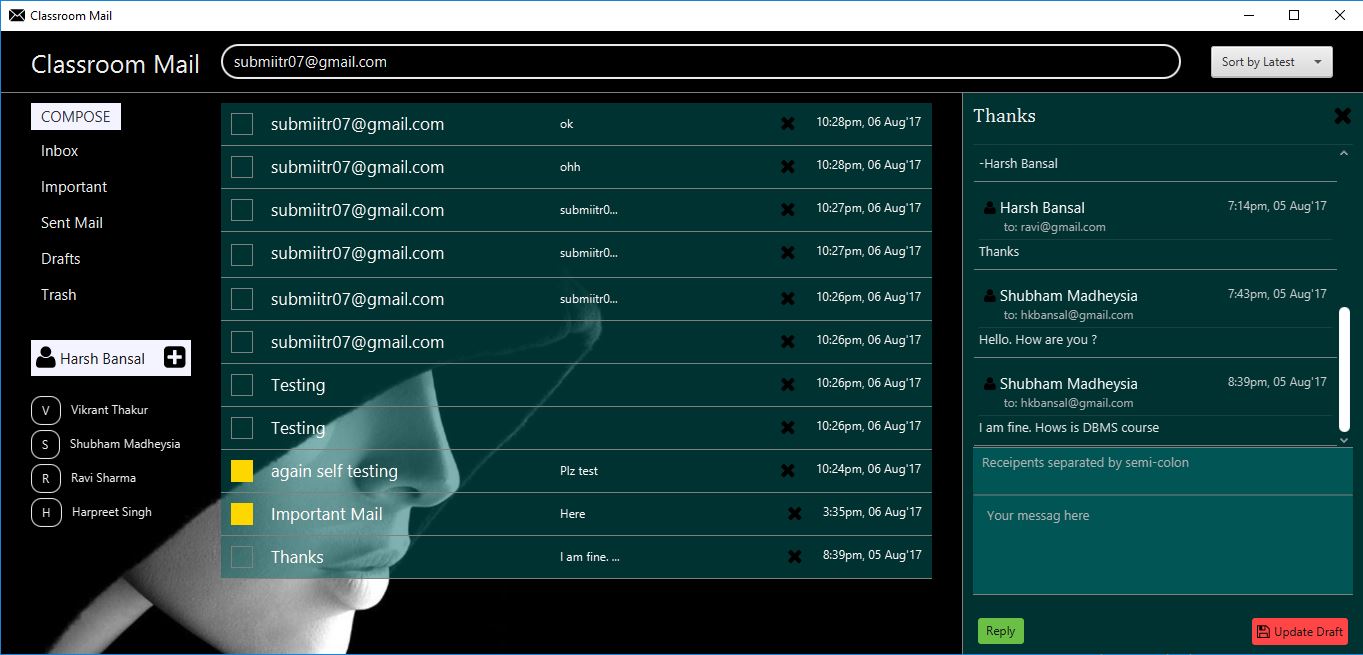 Classroom Mail
Classroom Mail
submiitr07@gmail.com
Sort by Latest
COMPOSE
Inbox
Important
Sent Mail
Drafts
Trash
Harsh Bansal
V Vikrant Thakur
S Shubham Madheysia
R Ravi Sharma
H Harpreet Singh
submiitr07@gmail.com ok 10:28pm, 06 Aug'17
submiitr07@gmail.com ohh 10:28pm, 06 Aug'17
submiitr07@gmail.com submiitr0... 10:27pm, 06 Aug'17
submiitr07@gmail.com submiitr0... 10:27pm, 06 Aug'17
submiitr07@gmail.com submiitr0... 10:26pm, 06 Aug'17
submiitr07@gmail.com 10:26pm, 06 Aug'17
Testing 10:26pm, 06 Aug'17
Testing 10:26pm, 06 Aug'17
again self testing Plz test 10:24pm, 06 Aug'17
Important Mail Here 3:35pm, 06 Aug'17
Thanks I am fine. ... 8:39pm, 05 Aug'17
Thanks
-Harsh Bansal
Harsh Bansal 7:14pm, 05 Aug'17
to: ravi@gmail.com
Thanks
Shubham Madheysia 7:43pm, 05 Aug'17
to: hkbansal@gmail.com
Hello. How are you ?
Shubham Madheysia 8:39pm, 05 Aug'17
to: hkbansal@gmail.com
I am fine. Hows is DBMS course
Receipents separated by semi-colon
Your messag here
Reply
Update Draft